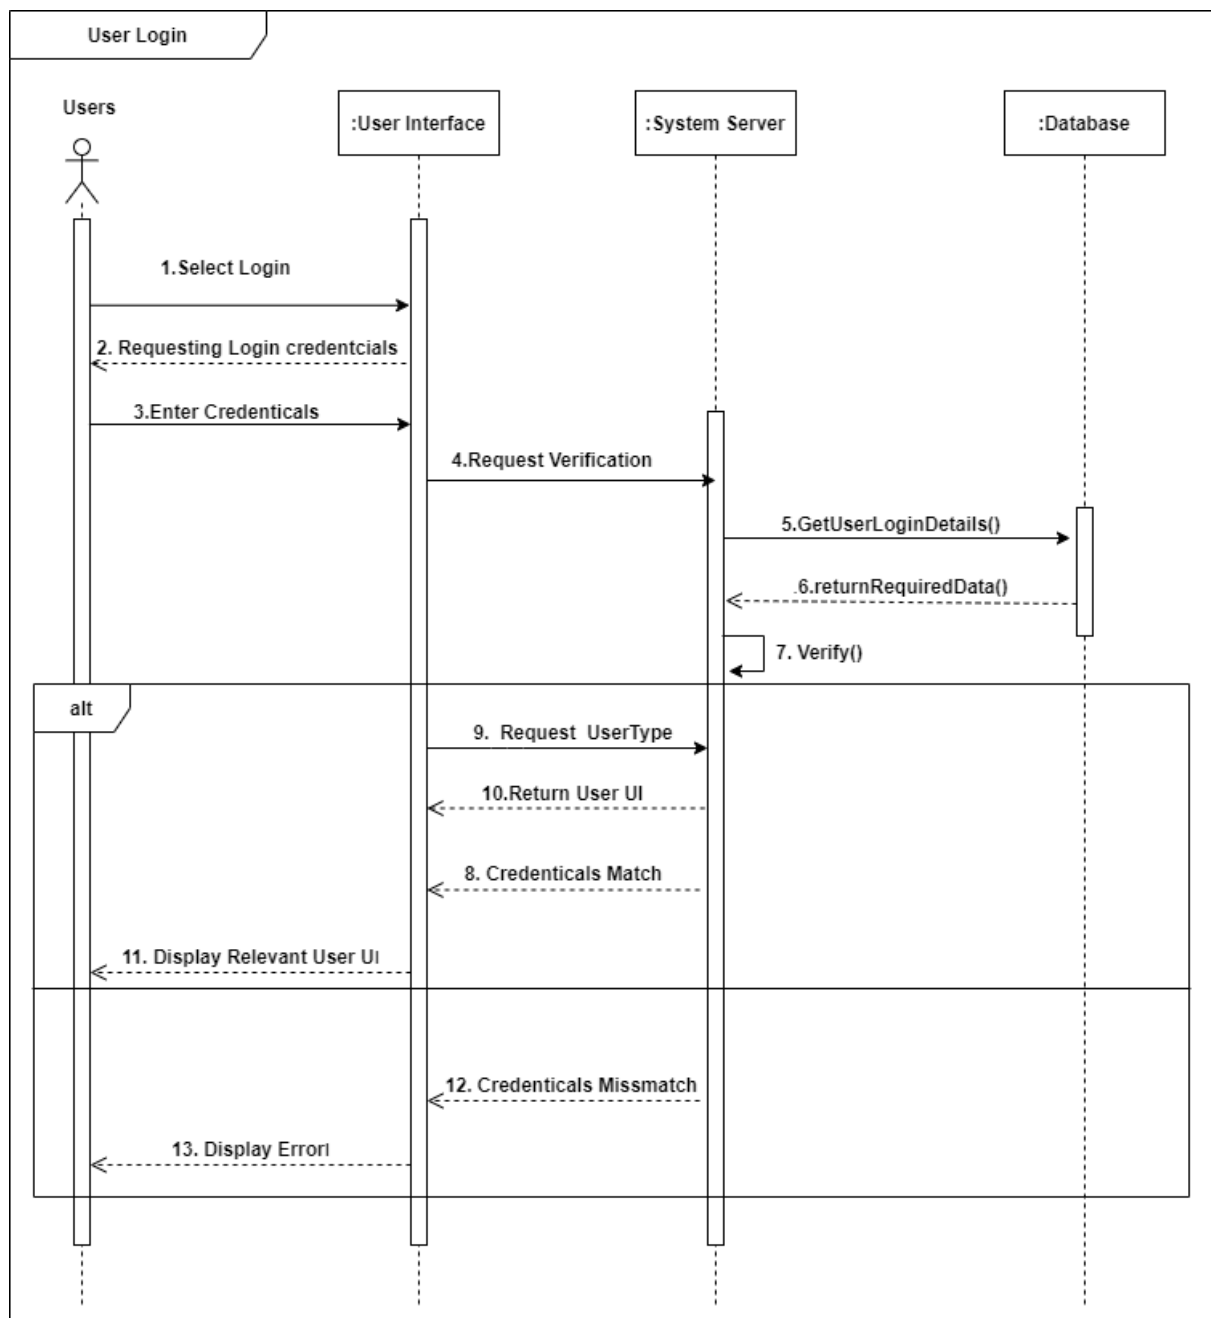 User Login
Users
:User Interface
:System Server
:Database
1.Select Login
2. Requesting Login credentcials
3.Enter Credenticals
4.Request Verification
5.GetUserLoginDetails()
.6.returnRequiredData()
7. Verify()
alt
9. Request UserType
10.Return User UI
8. Credenticals Match
11. Display Relevant User UI
12. Credenticals Missmatch
13. Display Errorl